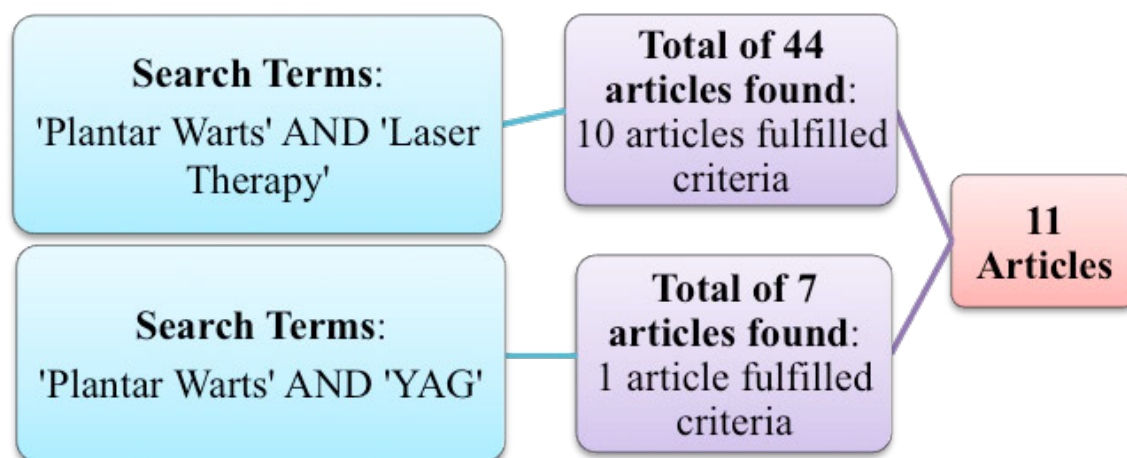 Search Terms:
'Plantar Warts' AND 'Laser
Therapy'
Total of 44
articles found:
10 articles fulfilled
criteria
Search Terms:
'Plantar Warts' AND 'YAG'
Total of 7
articles found:
1 article fulfilled
criteria
11
Articles